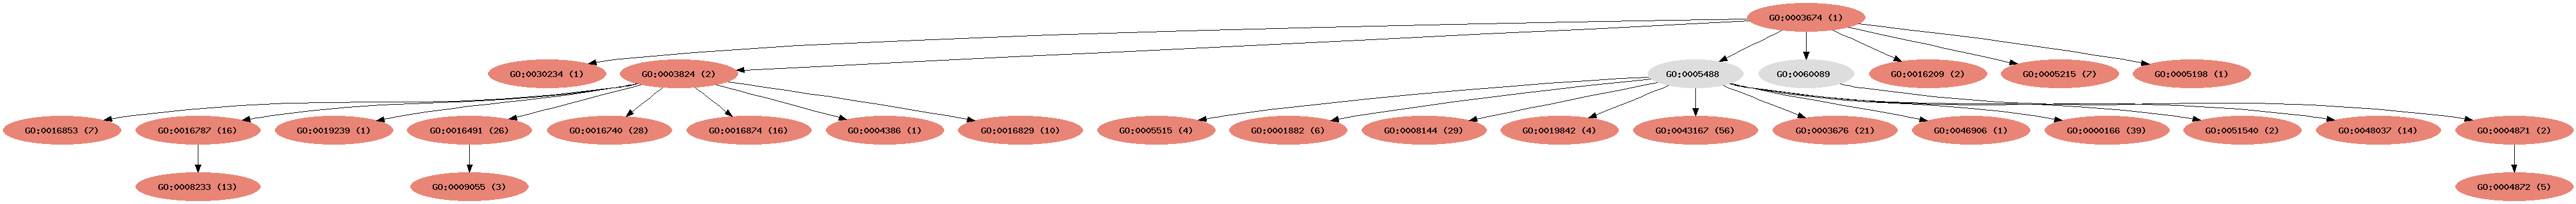 GO:0003674 (1)
GO:0030234 (1)
GO:0003824 (2)
GO:0005488
GO:0060089
GO:0016209 (2)
GO:0005215 (7)
GO:0005198 (1)
GO:0016853 (7)
GO:0016787 (16)
GO:0019239 (1)
GO:0016491 (26)
GO:0016740 (28)
GO:0016874 (16)
GO:0004386 (1)
GO:0016829 (10)
GO:0005515 (4)
GO:0001882 (6)
GO:0008144 (29)
GO:0019842 (4)
GO:0043167 (56)
GO:0003676 (21)
GO:0046906 (1)
GO:0000166 (39)
GO:0051540 (2)
GO:0048037 (14)
GO:0004871 (2)
GO:0008233 (13)
GO:0009055 (3)
GO:0004872 (5)